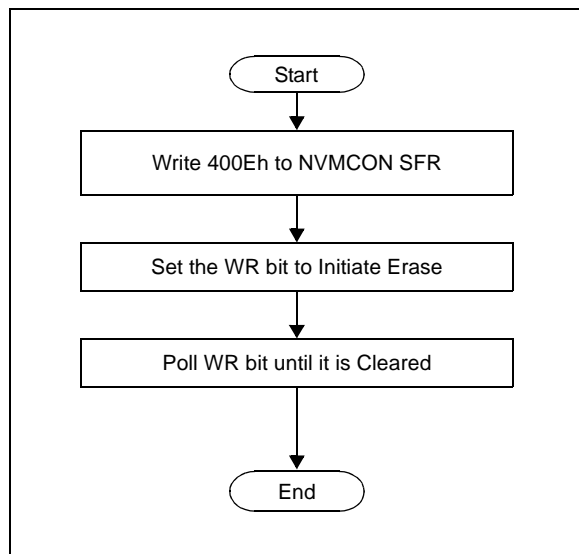 Start
Write 400Eh to NVMCON SFR
Set the WR bit to Initiate Erase
Poll WR bit until it is Cleared
End